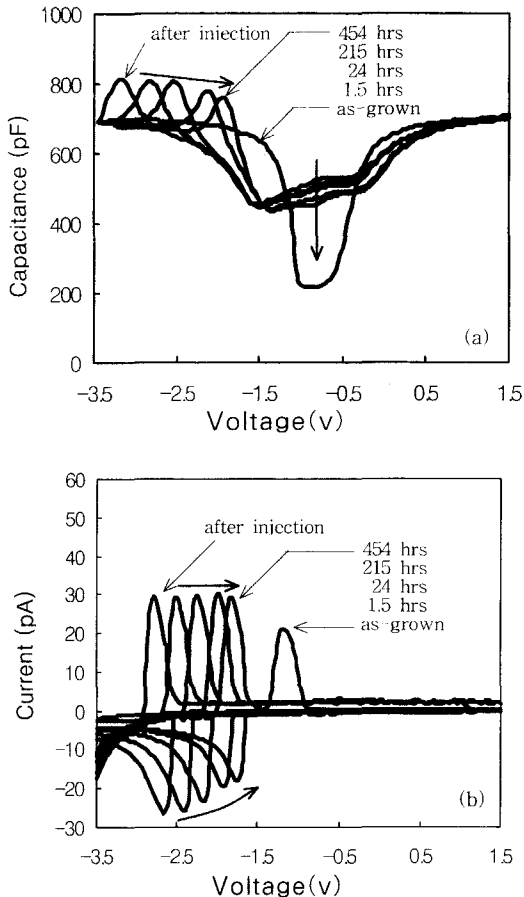 1000
800
600
400
200
0
Capacitance (pF)
after injection
454 hrs
215 hrs
24 hrs
1.5 hrs
as-grown
(a)
-3.5
-2.5
-1.5
-0.5
0.5
1.5
Voltage(v)
60
50
40
30
20
10
0
-10
-20
-30
Current (pA)
after injection
454 hrs
215 hrs
24 hrs
1.5 hrs
as-grown
(b)
-3.5
-2.5
-1.5
-0.5
0.5
1.5
Voltage(v)